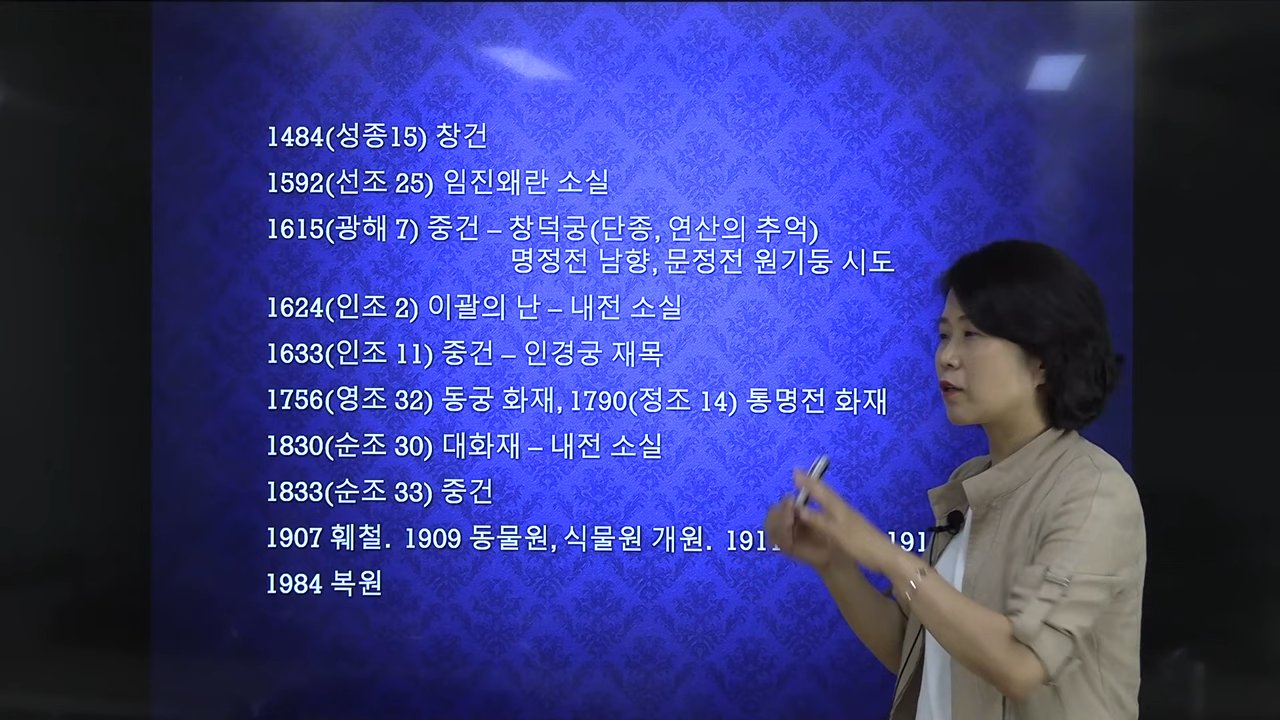 1484(성종15) 창건
1592(선조 25) 임진왜란 소실
1615(광해 7) 중건 – 창덕궁(단종, 연산의 추억)
명정전 남향, 문정전 원기둥 시도
1624(인조 2) 이괄의 난 – 내전 소실
1633(인조 11) 중건 – 인경궁 재목
1756(영조 32) 동궁 화재, 1790(정조 14) 통명전 화재
1830(순조 30) 대화재 – 내전 소실
1833(순조 33) 중건
1907 훼철. 1909 동물원, 식물원 개원.
1984 복원